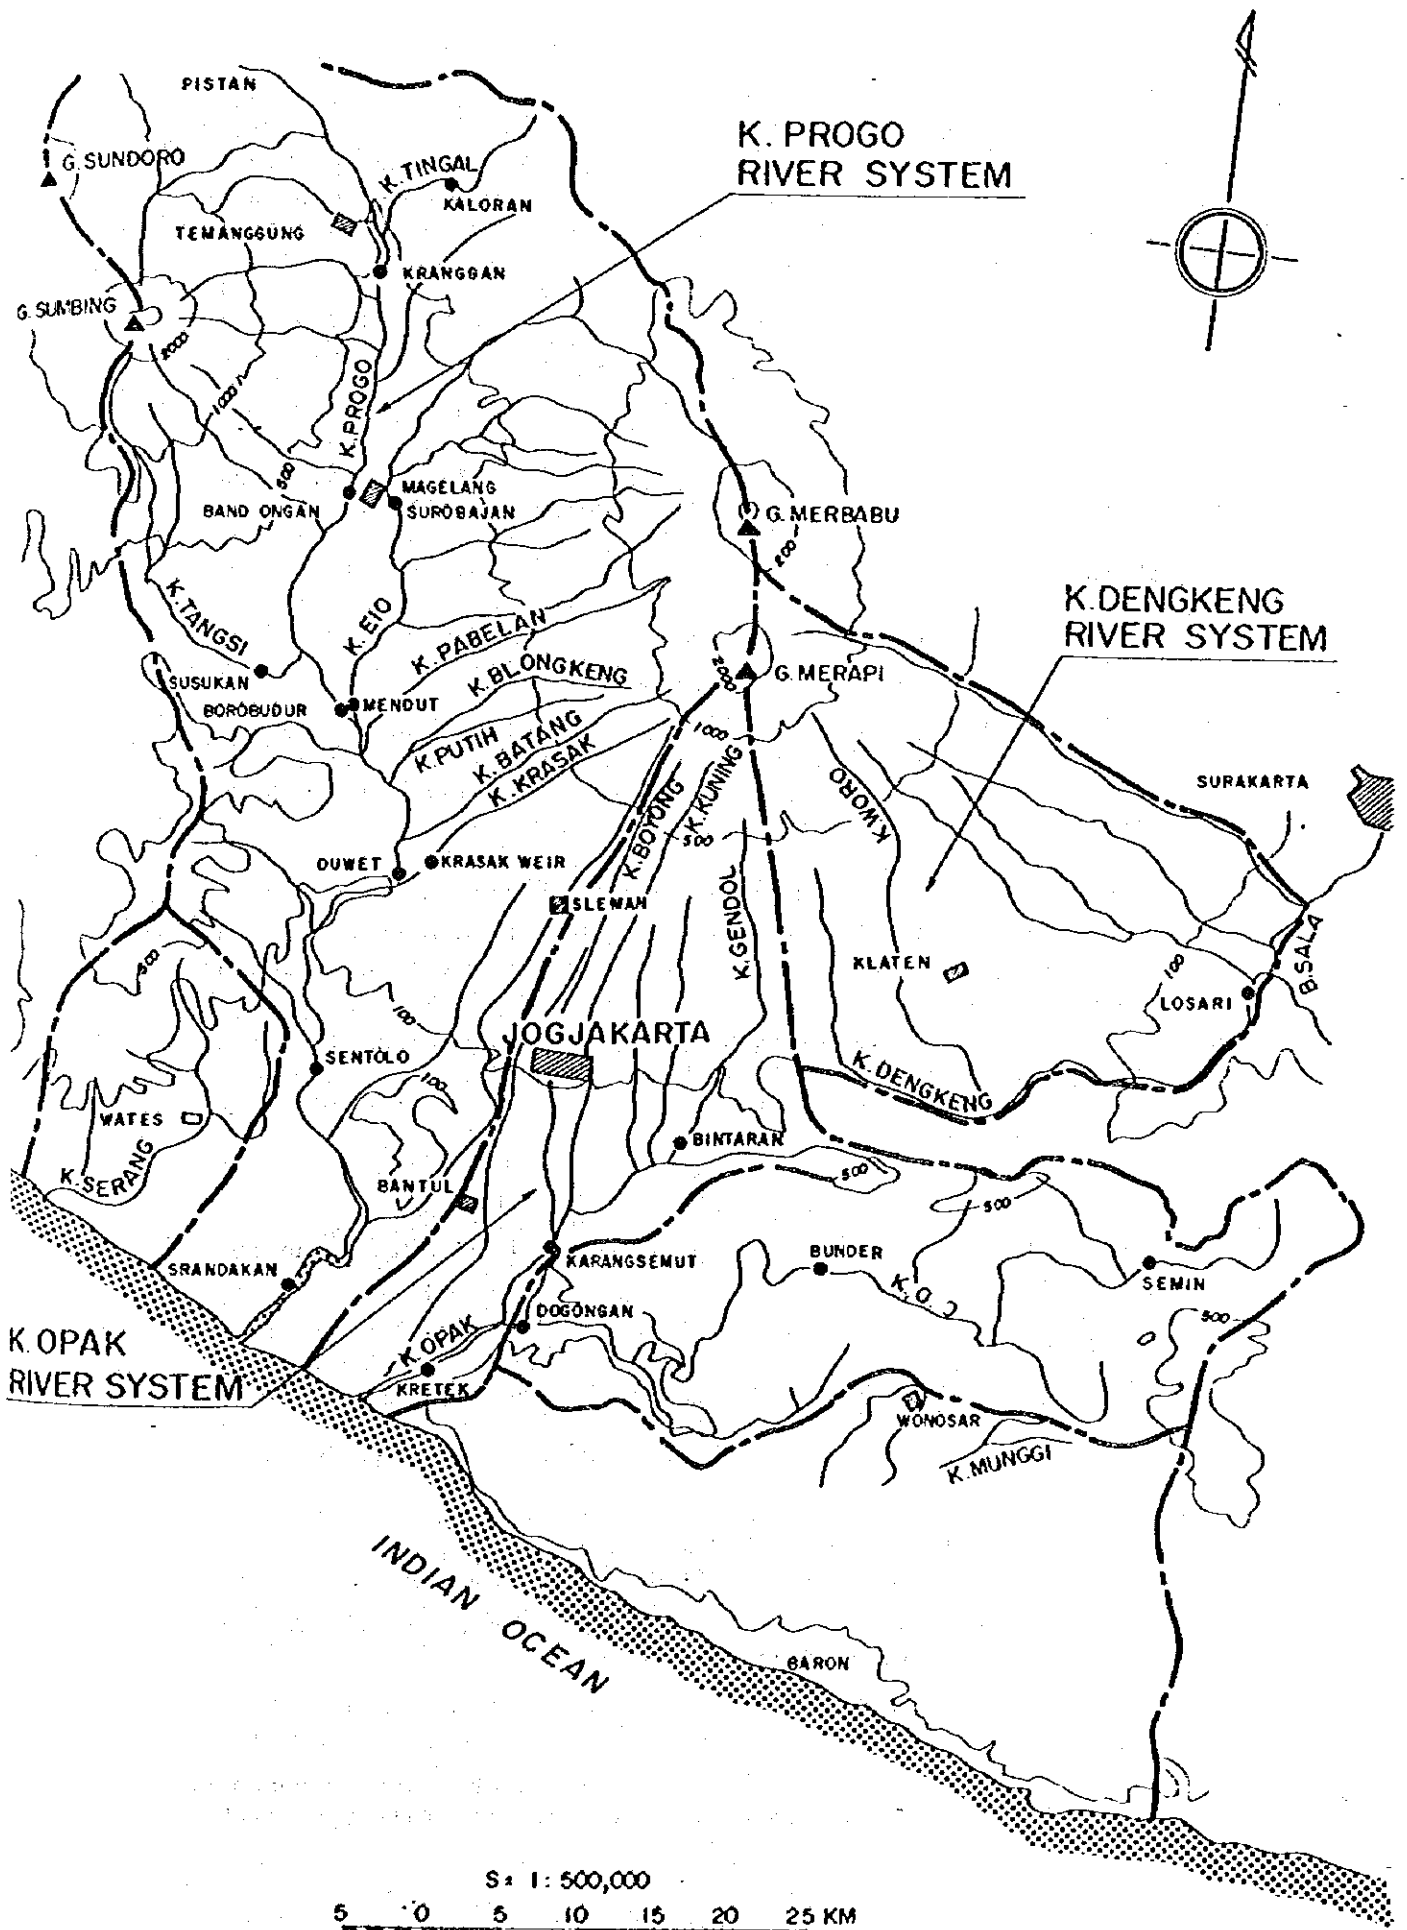 PISTAN
K. PROGO
RIVER SYSTEM
G. SUNDORO
K. TINGAL
KALORAN
TEMANGGUNG
KRANGGAN
G. SUMBING
2000
1000
K. PROGO
500
MAGELANG
BAND ONGAN
SUROBAJAN
G. MERBABU
200
K. DENGKENG
RIVER SYSTEM
K. TANGSI
K. EIO
K. PABELAN
K. BLONGKENG
2000
G. MERAPI
SUSUKAN
BOROBUDUR
MENDUT
K. PUTIH
K. BATANG
K. KRASAK
1000
K. BOYONG
K. KUNING
500
K. WORO
SURAKARTA
DUWET
KRASAK WEIR
SLEMAN
K. GENDOL
KLATEN
500
100
100
B. SALA
LOSARI
JOGJAKARTA
SENTOLO
100
K. DENGKENG
WATES
K. SERANG
BINTARAN
BANTUL
500
500
SRANDAKAN
KARANGSEMUT
BUNDER
SEMIN
K. O. J. O
DOGONGAN
500
K. OPAK
RIVER SYSTEM
K. OPAK
KRETEK
WONOSAR
K. MUNGGI
INDIAN OCEAN
BARON
S = 1 : 500,000
5 0 5 10 15 20 25 KM